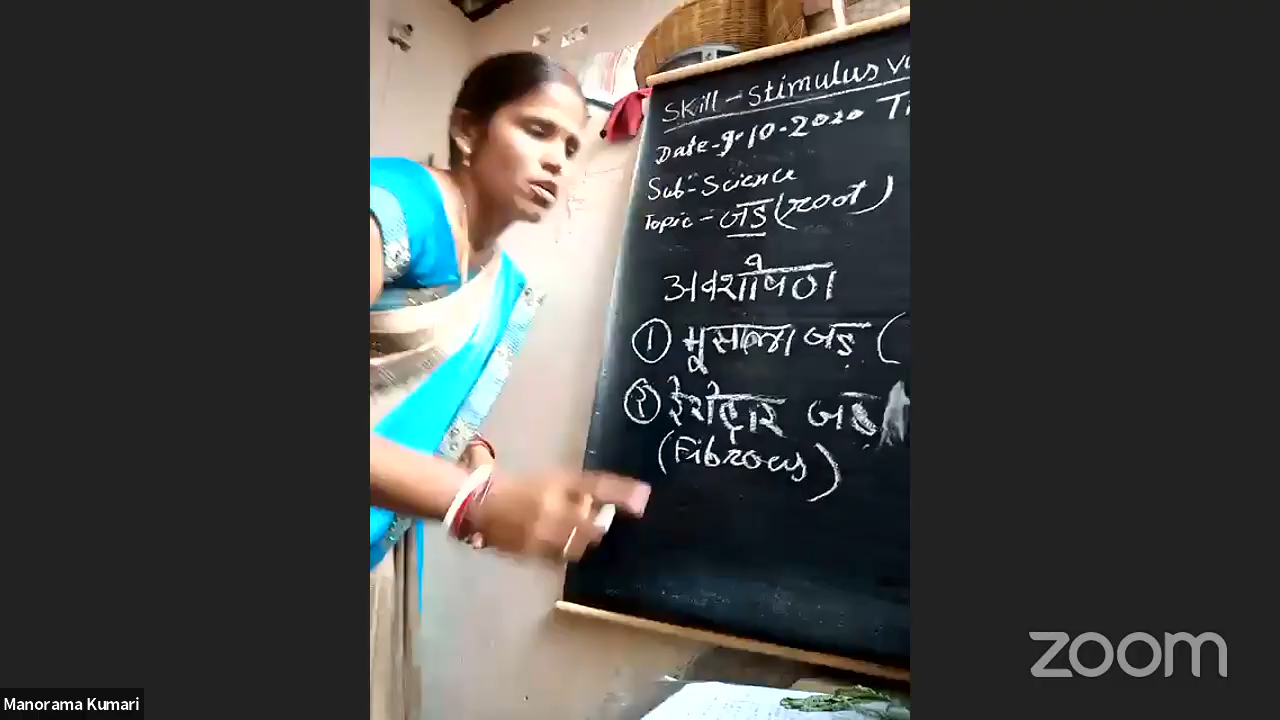 Skill - Stimulus
Date - 9-10-2020
Sub - Science
Topic - जड़ (root)
अवशोषण
① मूसला जड़ (
② रेशेदार जड़
(Fibrous)
zoom
Manorama Kumari